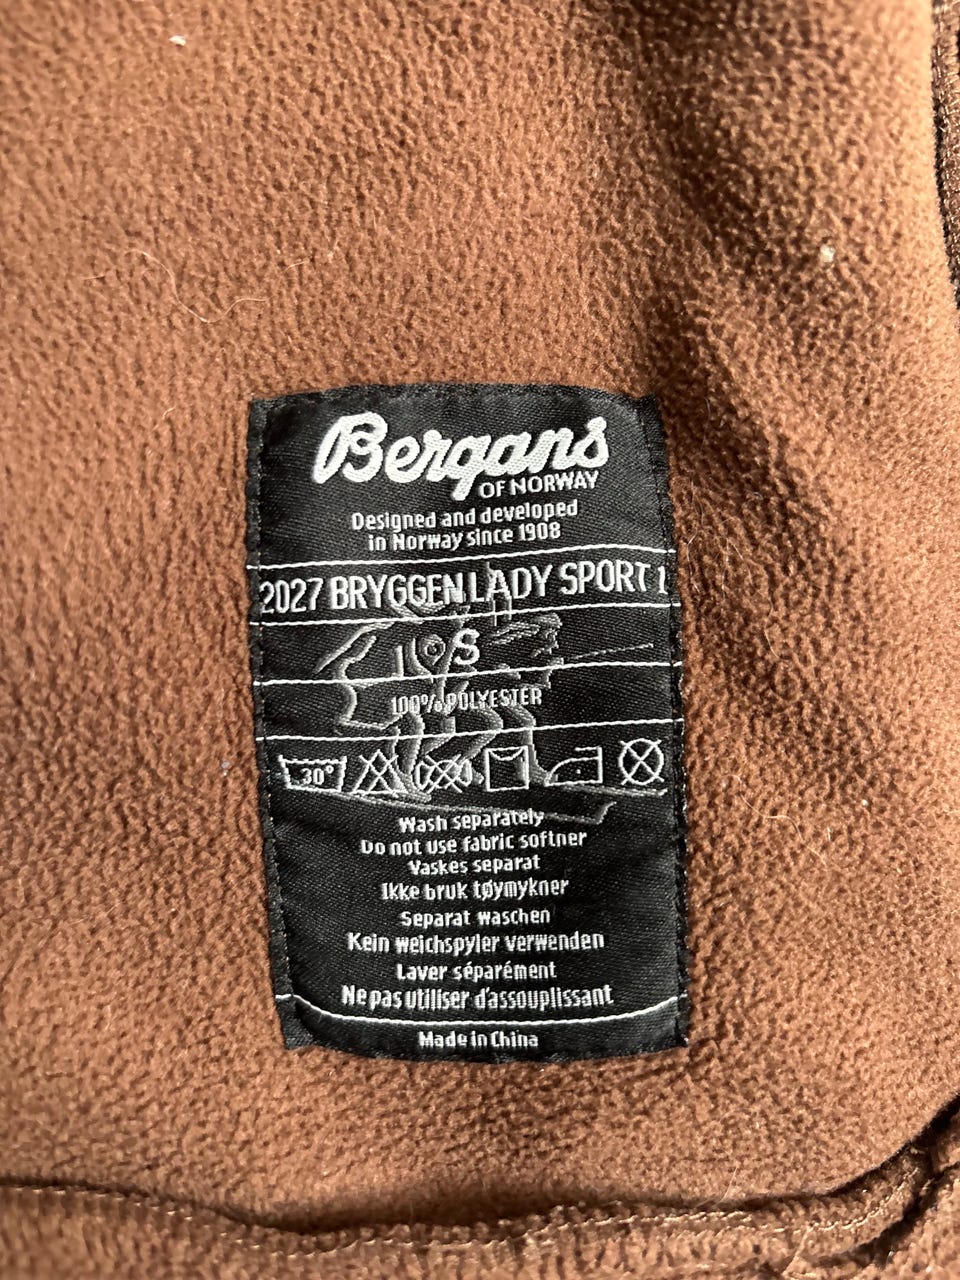 Bergans
OF NORWAY
Designed and developed
in Norway since 1908
2027 BRYGGEN LADY SPORT 1
S
100% POLYESTER
30°
Wash separately
Do not use fabric softner
Vaskes separat
Ikke bruk tøymykner
Separat waschen
Kein weichspyler verwenden
Laver séparément
Ne pas utiliser d'assouplissant
Made in China